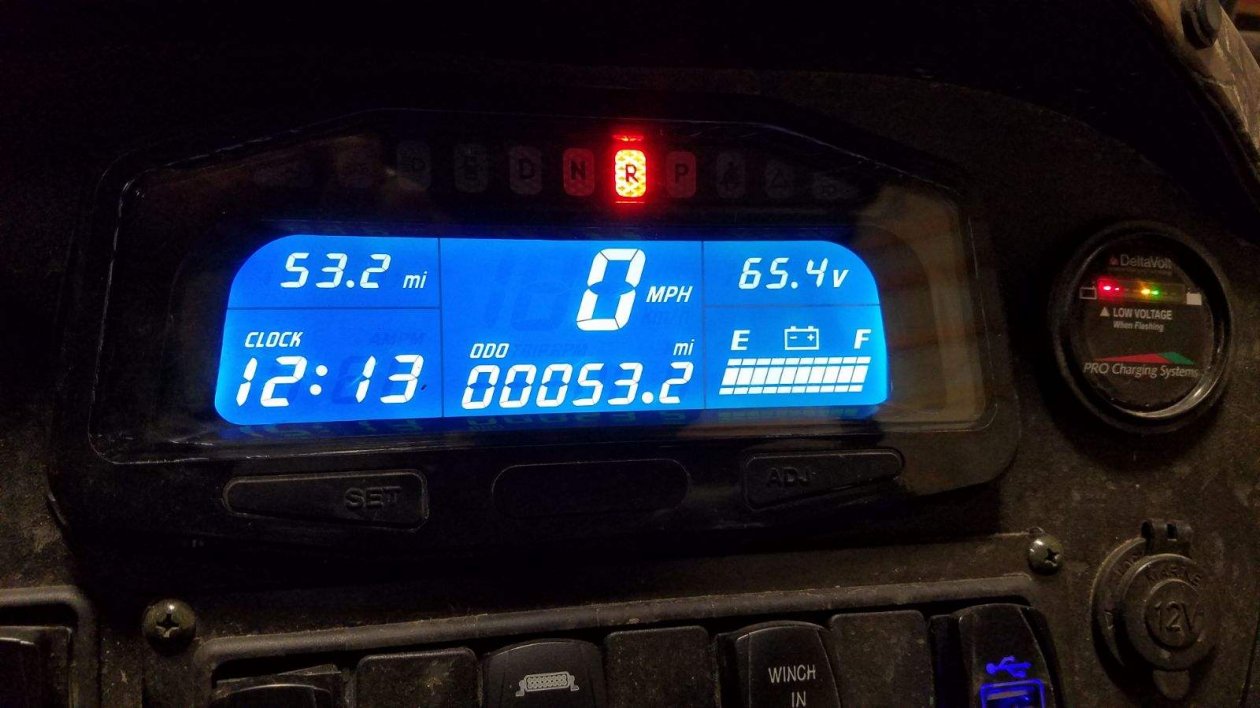 E D N R P
53.2 mi
0 MPH
65.4v
CLOCK
12:13
ODO mi
00053.2
E F
SET
ADJ
DeltaVolt
LOW VOLTAGE
When Flashing
PRO Charging Systems
12V
WINCH
IN